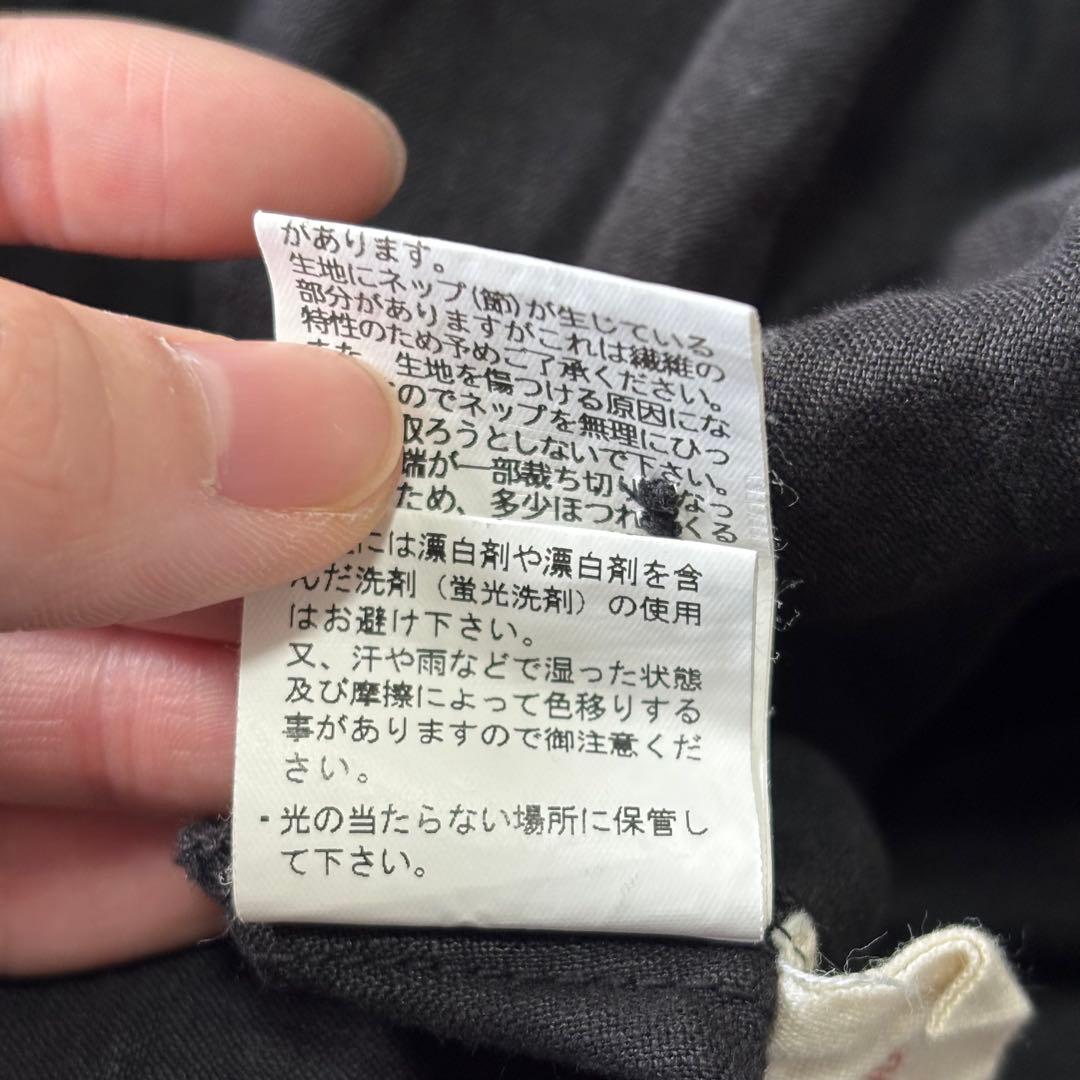 があります。
生地にネップ(節)が生じている
部分がありますがこれは繊維の
特性のため予めご了承ください。
また、生地を傷つける原因にな
のでネップを無理にひっ
取ろうとしないで下さい。
端が一部裁ち切り なっ
ため、多少ほつれ くる
には漂白剤や漂白剤を含
んだ洗剤（蛍光洗剤）の使用
はお避け下さい。
又、汗や雨などで湿った状態
及び摩擦によって色移りする
事がありますので御注意くだ
さい。
・光の当たらない場所に保管し
て下さい。